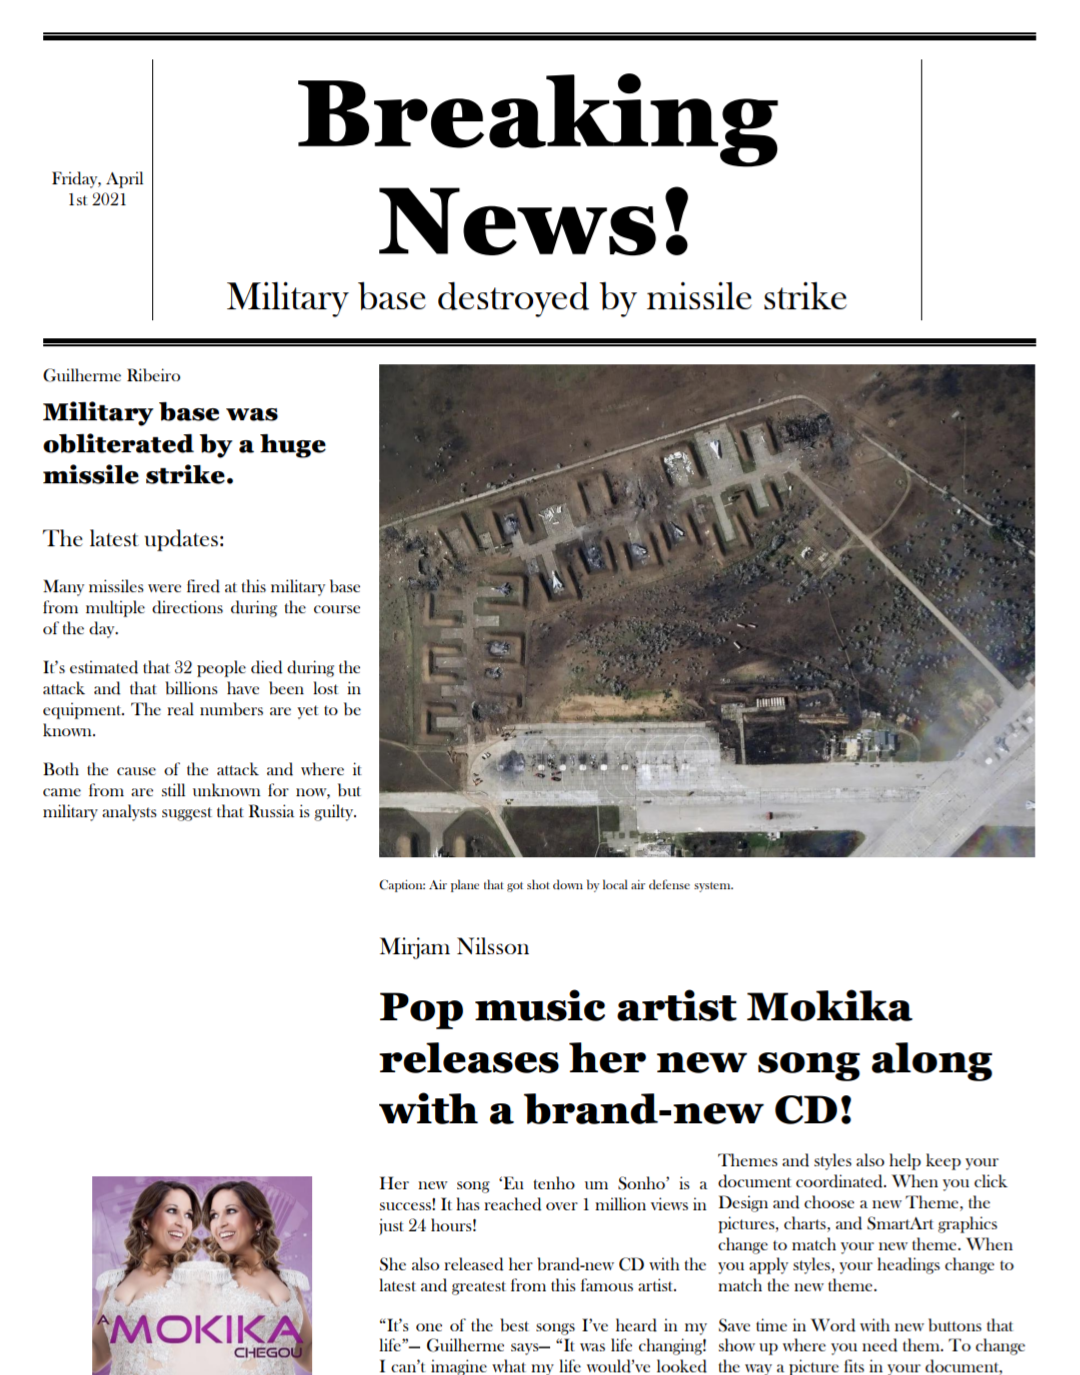 Friday, April
1st 2021
Breaking
News!
Military base destroyed by missile strike
Guilherme Ribeiro
Military base was
obliterated by a huge
missile strike.
The latest updates:
Many missiles were fired at this military base
from multiple directions during the course
of the day.
It’s estimated that 32 people died during the
attack and that billions have been lost in
equipment. The real numbers are yet to be
known.
Both the cause of the attack and where it
came from are still unknown for now, but
military analysts suggest that Russia is guilty.
Caption: Air plane that got shot down by local air defense system.
Mirjam Nilsson
Pop music artist Mokika
releases her new song along
with a brand-new CD!
A MOKIKA
CHEGOU
Her new song ‘Eu tenho um Sonho’ is a
success! It has reached over 1 million views in
just 24 hours!
She also released her brand-new CD with the
latest and greatest from this famous artist.
“It’s one of the best songs I’ve heard in my
life”– Guilherme says– “It was life changing!
I can’t imagine what my life would’ve looked
Themes and styles also help keep your
document coordinated. When you click
Design and choose a new Theme, the
pictures, charts, and SmartArt graphics
change to match your new theme. When
you apply styles, your headings change to
match the new theme.
Save time in Word with new buttons that
show up where you need them. To change
the way a picture fits in your document,